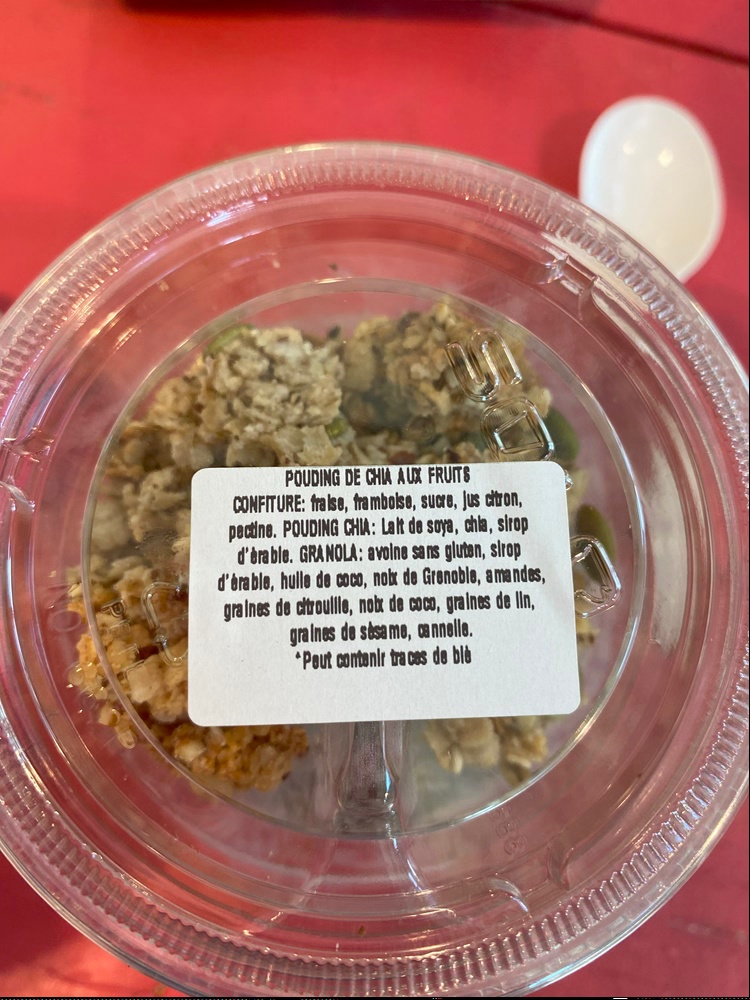 POUDING DE CHIA AUX FRUITS
CONFITURE: fraise, framboise, sucre, jus citron,
pectine. POUDING CHIA: Lait de soya, chia, sirop
d'érable. GRANOLA: avoine sans gluten, sirop
d'érable, huile de coco, noix de Grenoble, amandes,
graines de citrouille, noix de coco, graines de lin,
graines de sésame, cannelle.
*Peut contenir traces de blé